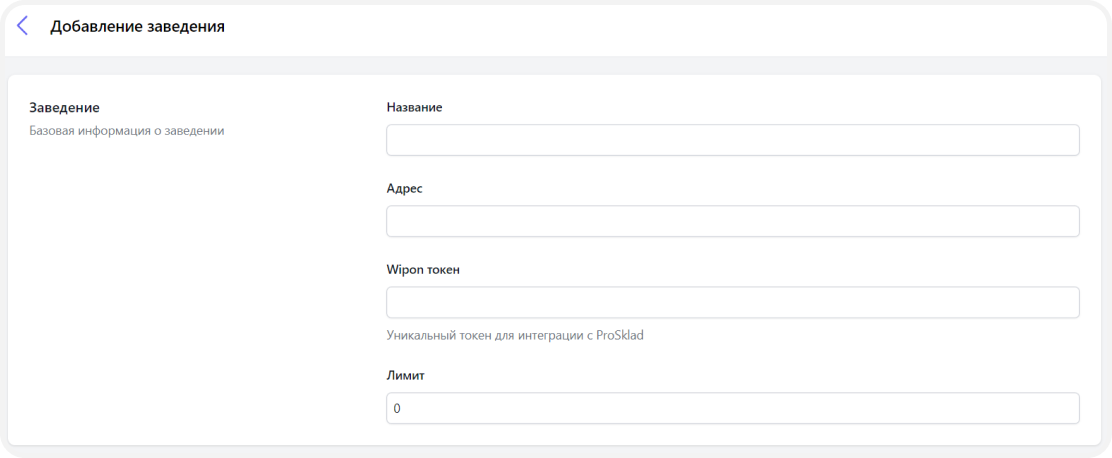 Добавление заведения
Заведение
Базовая информация о заведении
Название
Адрес
Wipon токен
Уникальный токен для интеграции с ProSklad
Лимит
0